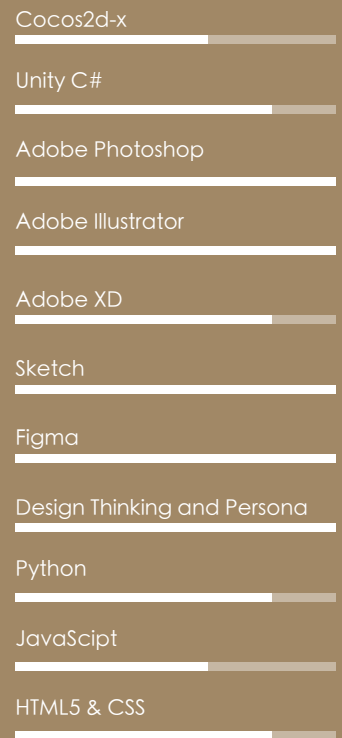 Cocos2d-x
Unity C#
Adobe Photoshop
Adobe Illustrator
Adobe XD
Sketch
Figma
Design Thinking and Persona
Python
JavaScipt
HTML5 & CSS